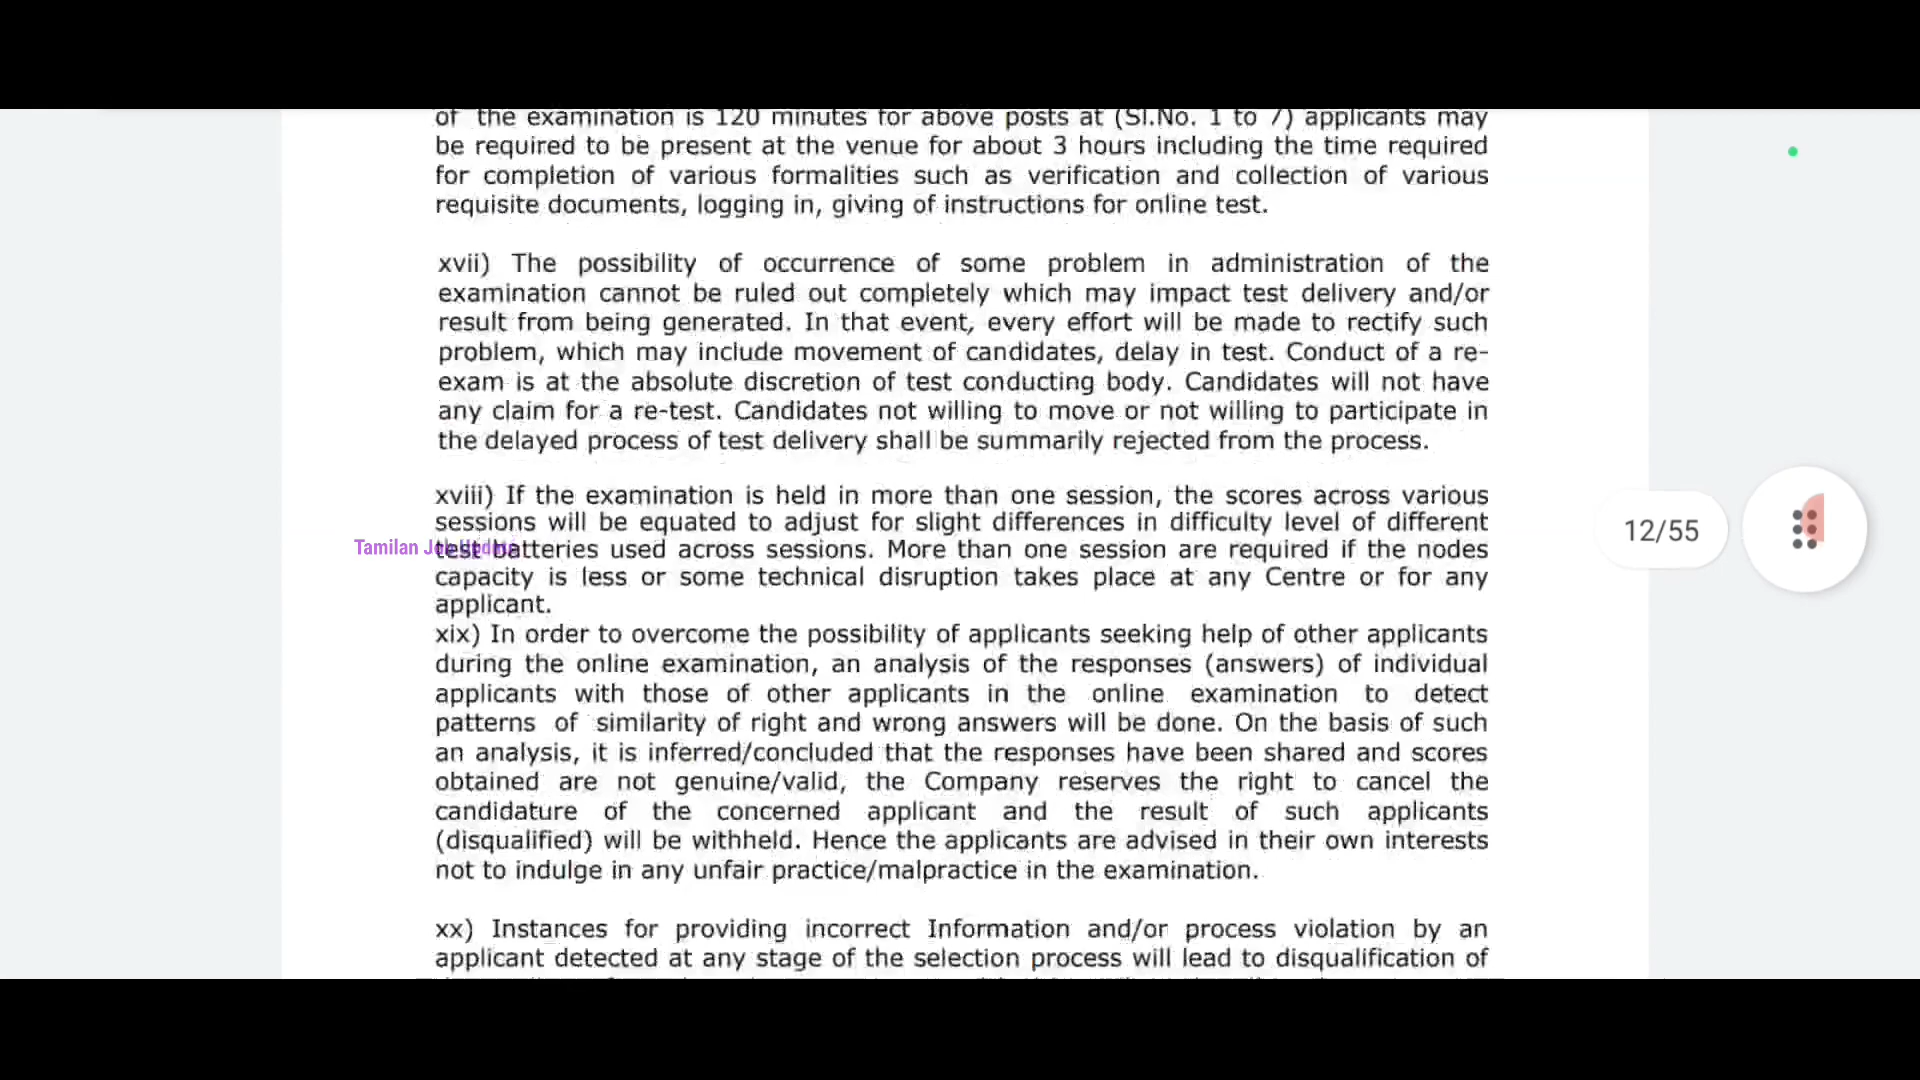 of the examination is 120 minutes for above posts at (Sl.No. 1 to 7) applicants may
be required to be present at the venue for about 3 hours including the time required
for completion of various formalities such as verification and collection of various
requisite documents, logging in, giving of instructions for online test.
xvii) The possibility of occurrence of some problem in administration of the
examination cannot be ruled out completely which may impact test delivery and/or
result from being generated. In that event, every effort will be made to rectify such
problem, which may include movement of candidates, delay in test. Conduct of a re-
exam is at the absolute discretion of test conducting body. Candidates will not have
any claim for a re-test. Candidates not willing to move or not willing to participate in
the delayed process of test delivery shall be summarily rejected from the process.
xviii) If the examination is held in more than one session, the scores across various
sessions will be equated to adjust for slight differences in difficulty level of different
test batteries used across sessions. More than one session are required if the nodes
capacity is less or some technical disruption takes place at any Centre or for any
applicant.
xix) In order to overcome the possibility of applicants seeking help of other applicants
during the online examination, an analysis of the responses (answers) of individual
applicants with those of other applicants in the online examination to detect
patterns of similarity of right and wrong answers will be done. On the basis of such
an analysis, it is inferred/concluded that the responses have been shared and scores
obtained are not genuine/valid, the Company reserves the right to cancel the
candidature of the concerned applicant and the result of such applicants
(disqualified) will be withheld. Hence the applicants are advised in their own interests
not to indulge in any unfair practice/malpractice in the examination.
xx) Instances for providing incorrect Information and/or process violation by an
applicant detected at any stage of the selection process will lead to disqualification of
Tamilan Job Update
12/55